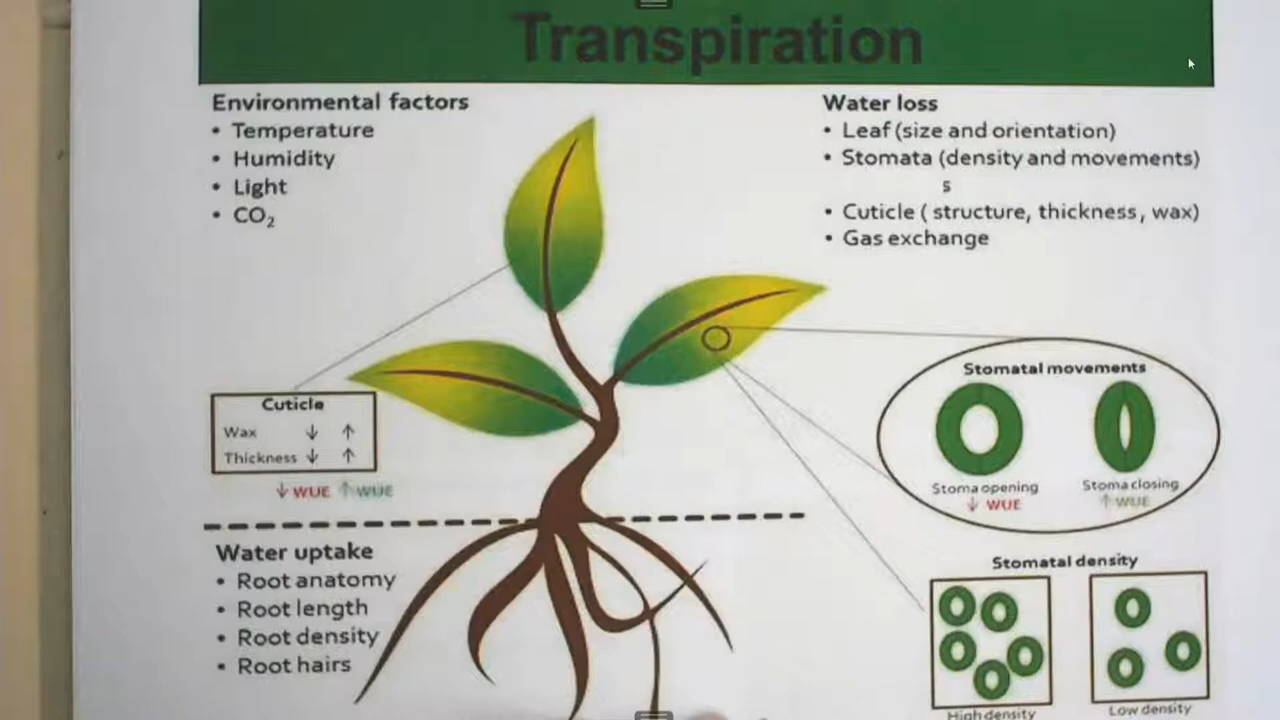 Transpiration
Environmental factors
• Temperature
• Humidity
• Light
• CO₂
Water loss
• Leaf (size and orientation)
• Stomata (density and movements)
s
• Cuticle ( structure, thickness, wax)
• Gas exchange
Cuticle
Wax ↓ ↑
Thickness ↓ ↑
↓ WUE ↑ WUE
Stomatal movements
Stoma opening
↓ WUE
Stoma closing
↑ WUE
Water uptake
• Root anatomy
• Root length
• Root density
• Root hairs
Stomatal density
High density
Low density